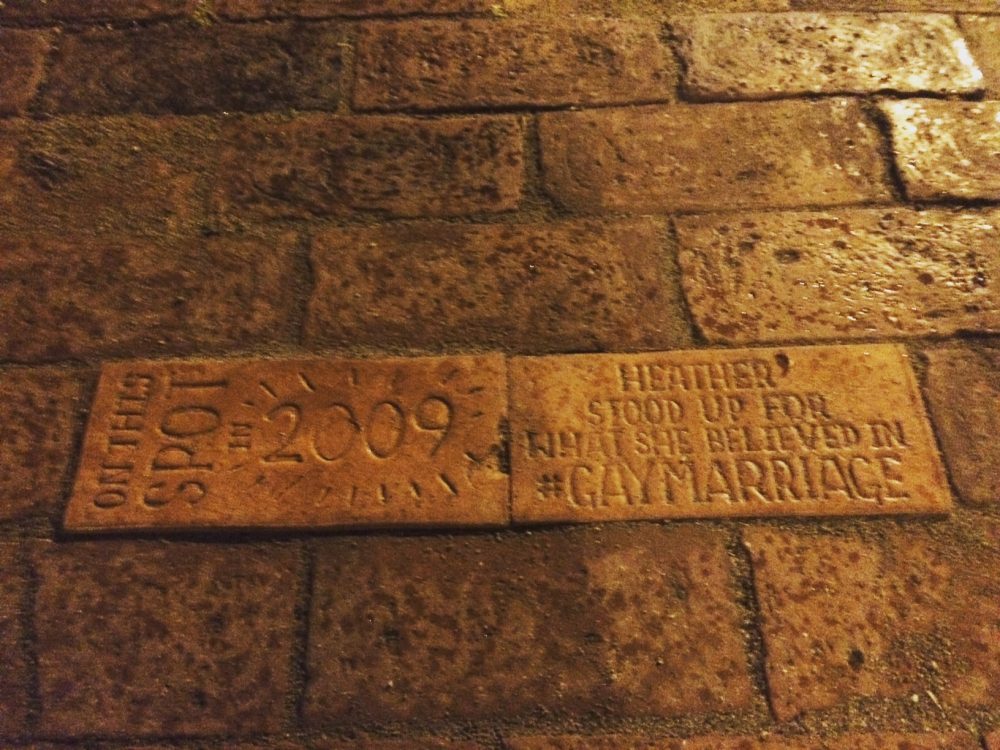 ON THIS
SPOT
IN
2009
HEATHER'
STOOD UP FOR
WHAT SHE BELIEVED IN
#GAYMARRIAGE